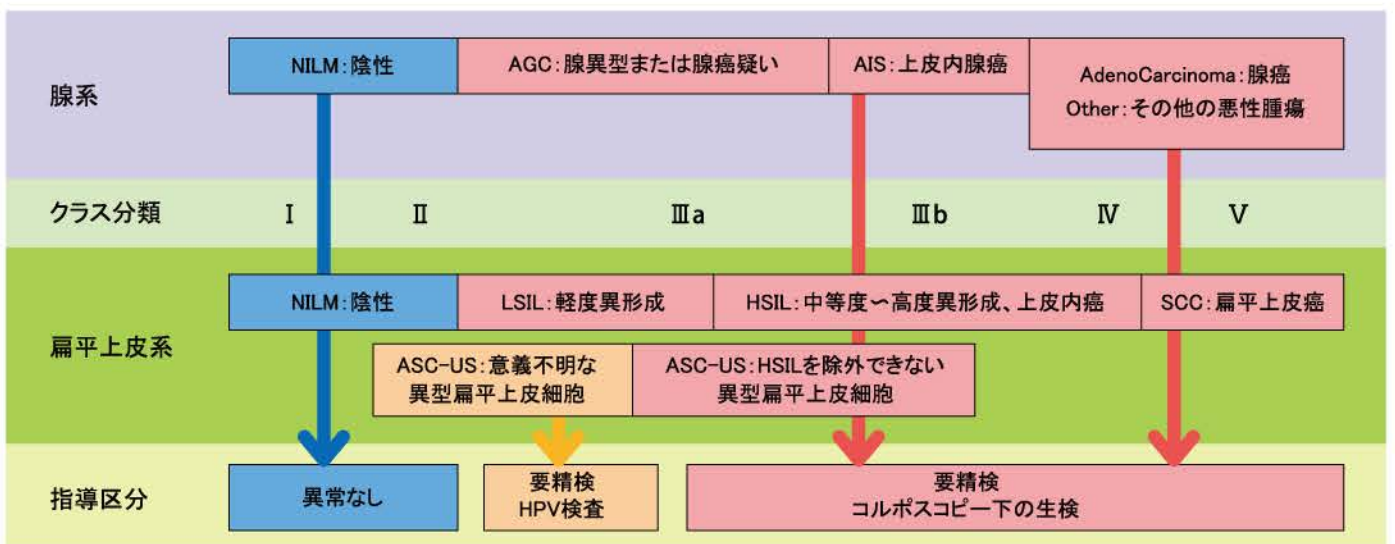 腺系
NILM:陰性
AGC:腺異型または腺癌疑い
AIS:上皮内腺癌
AdenoCarcinoma:腺癌
Other:その他の悪性腫瘍
クラス分類
Ⅰ
Ⅱ
Ⅲa
Ⅲb
Ⅳ
Ⅴ
扁平上皮系
NILM:陰性
LSIL:軽度異形成
HSIL:中等度～高度異形成、上皮内癌
SCC:扁平上皮癌
ASC-US:意義不明な
異型扁平上皮細胞
ASC-US:HSILを除外できない
異型扁平上皮細胞
指導区分
異常なし
要精検
HPV検査
要精検
コルポスコピー下の生検